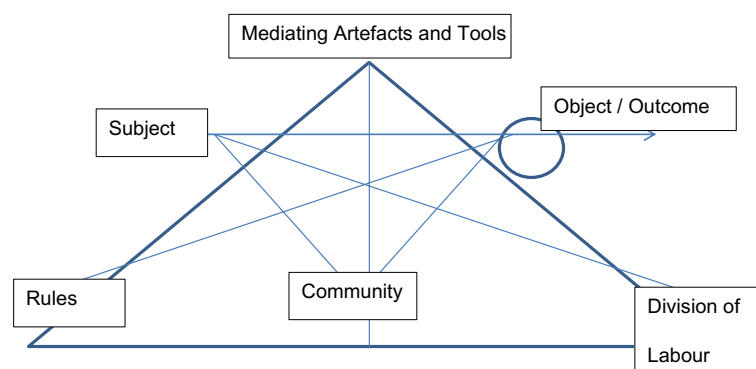 Mediating Artefacts and Tools
Object / Outcome
Subject
Rules
Community
Division of
Labour